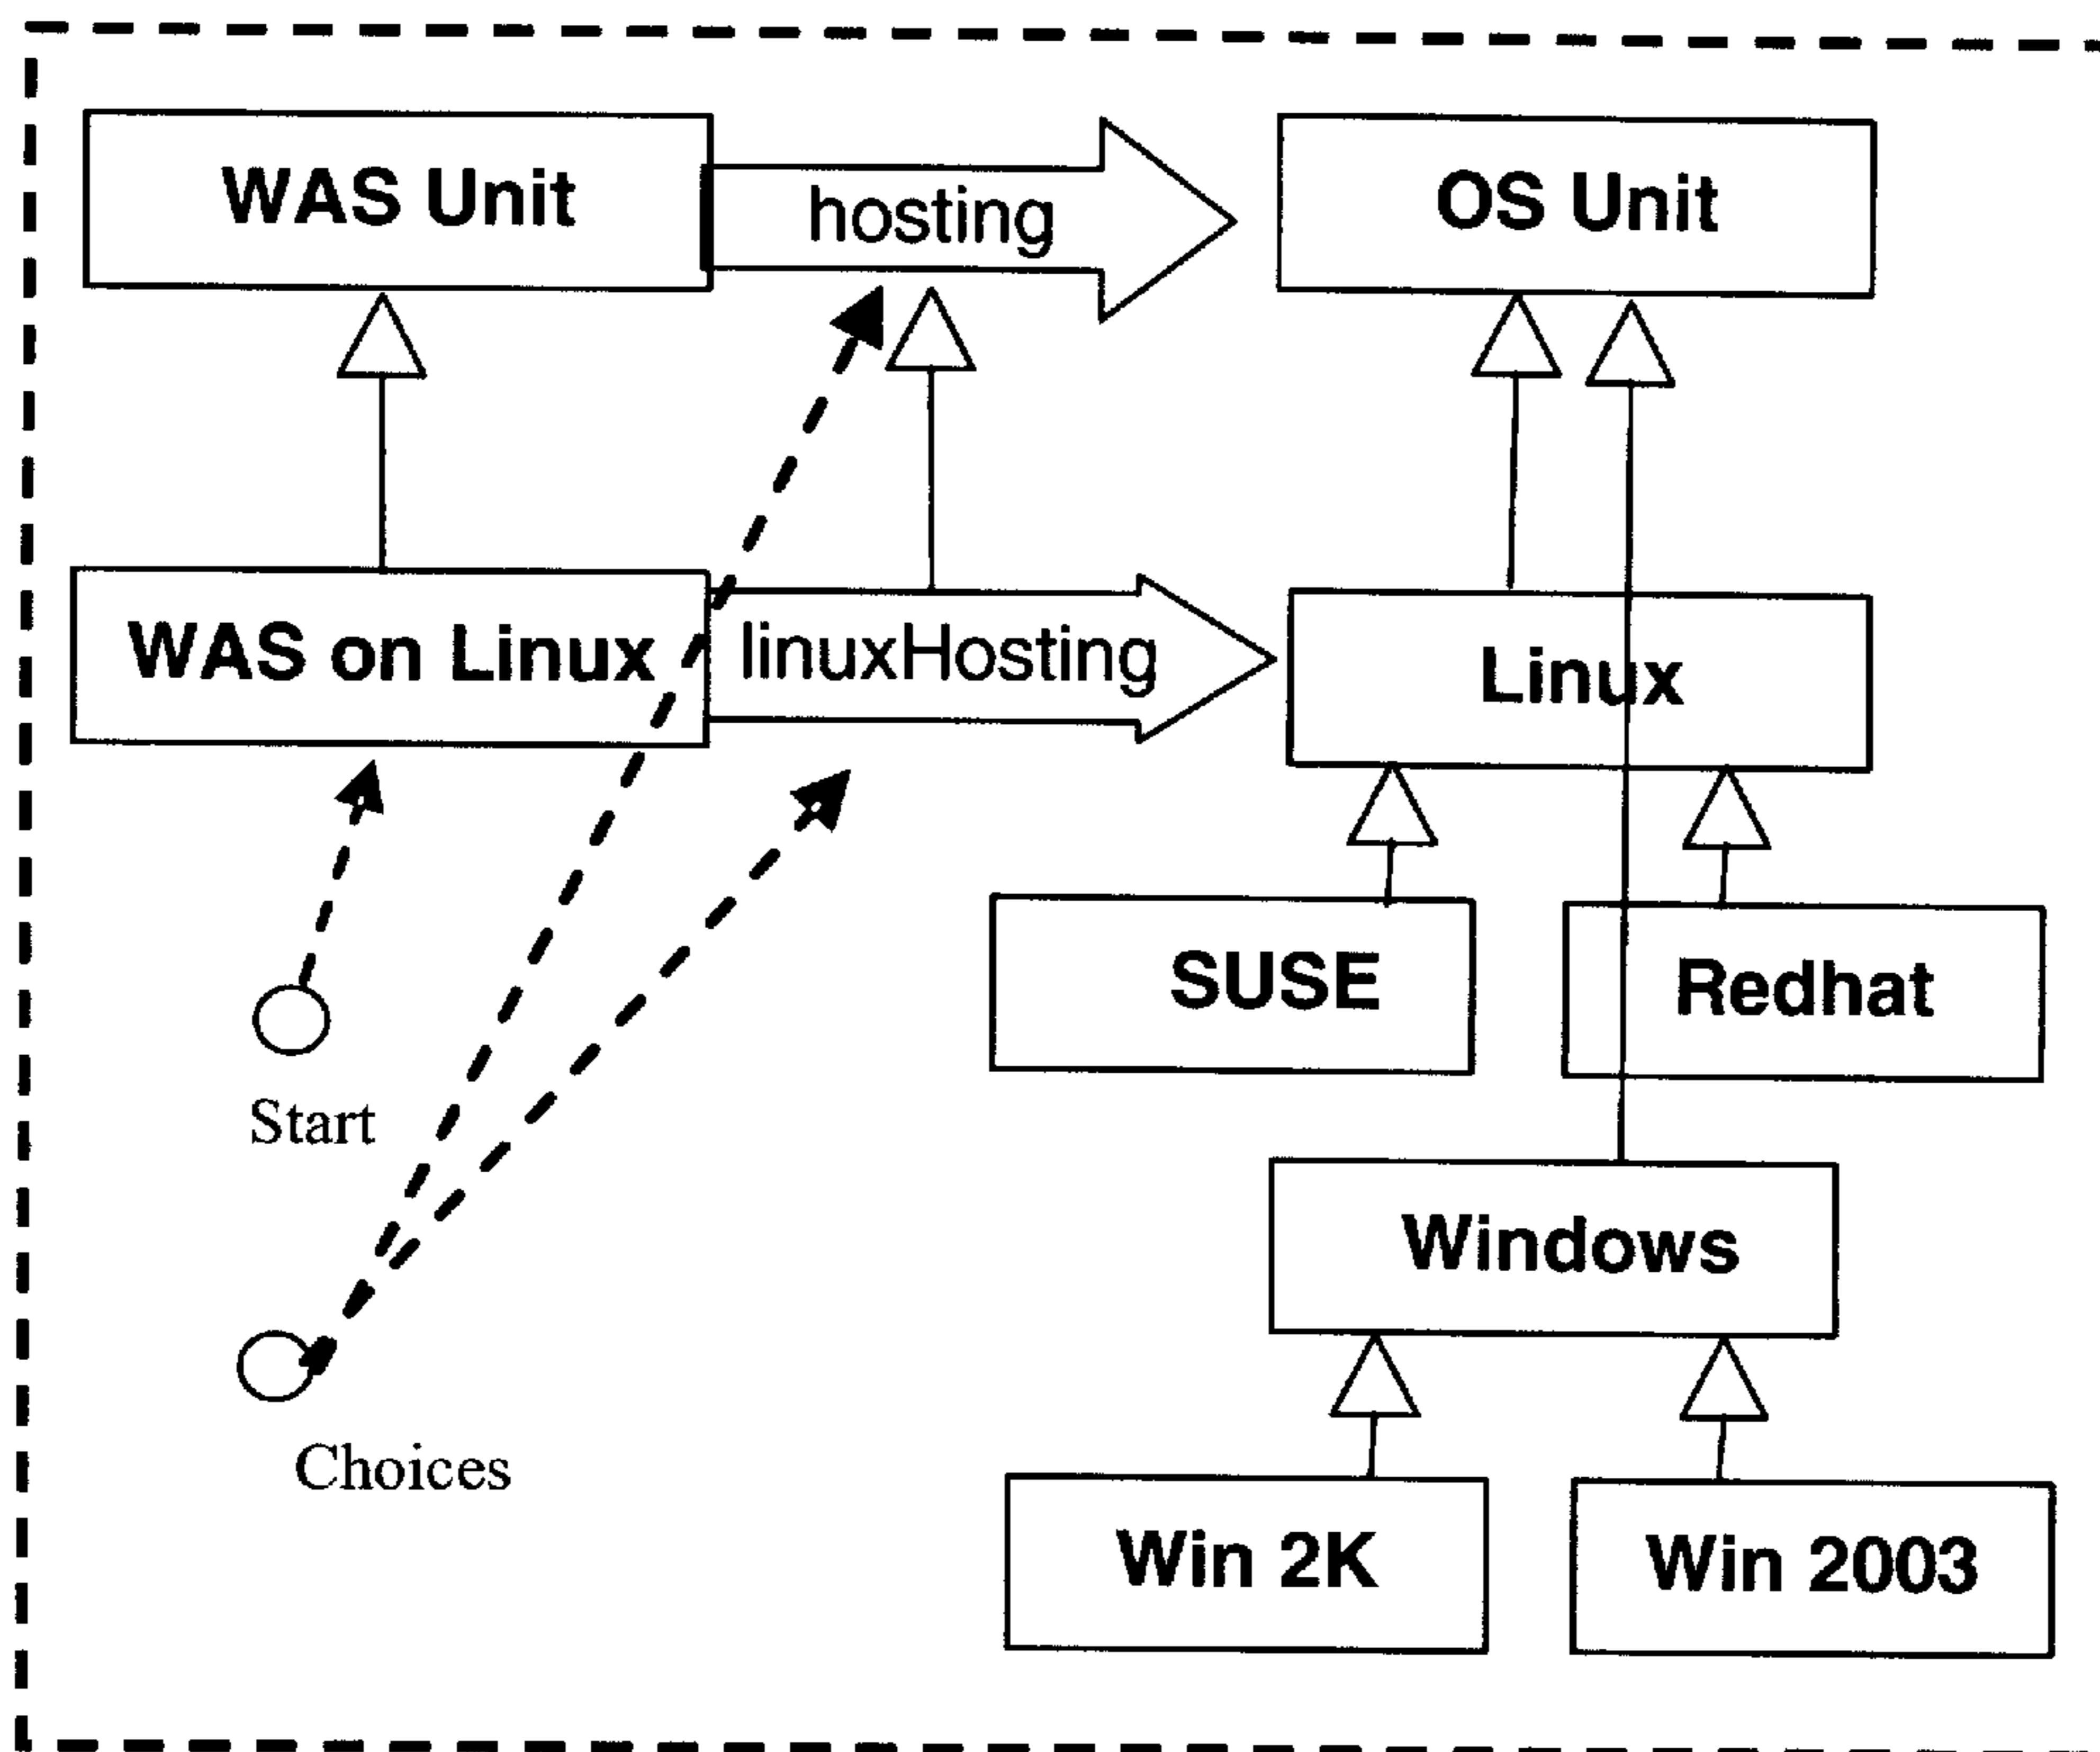 WAS Unit
hosting
OS Unit
WAS on Linux
linuxHosting
Linux
SUSE
Redhat
Start
Windows
Choices
Win 2K
Win 2003